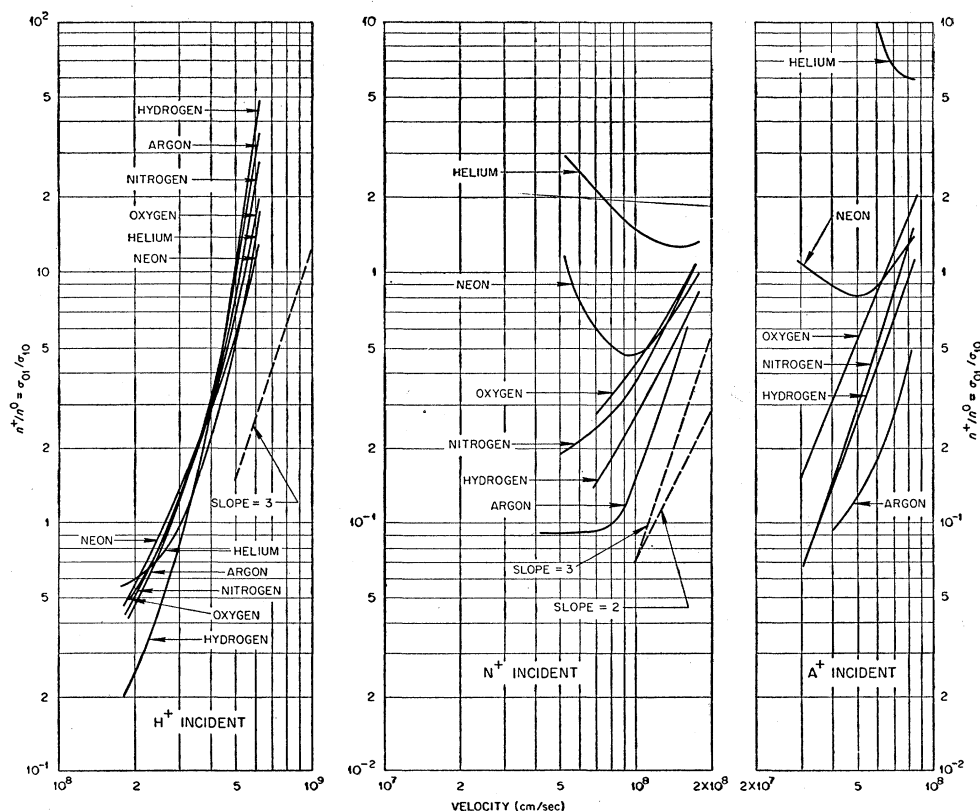 10²
5
2
10
5
2
1
5
2
10⁻¹
n⁺/n⁰ = σ₀₁/σ₁₀
HYDROGEN
ARGON
NITROGEN
OXYGEN
HELIUM
NEON
SLOPE = 3
NEON
HELIUM
ARGON
NITROGEN
OXYGEN
HYDROGEN
H⁺ INCIDENT
10⁸
2
5
10⁹
10
5
2
1
5
2
10⁻¹
5
2
10⁻²
HELIUM
NEON
OXYGEN
NITROGEN
HYDROGEN
ARGON
SLOPE = 3
SLOPE = 2
N⁺ INCIDENT
10⁷
2
5
10⁸
2×10⁸
VELOCITY (cm/sec)
HELIUM
NEON
OXYGEN
NITROGEN
HYDROGEN
ARGON
A⁺ INCIDENT
2×10⁷
5
10⁸
10
5
2
1
5
2
10⁻¹
5
2
10⁻²
n⁺/n⁰ = σ₀₁/σ₁₀